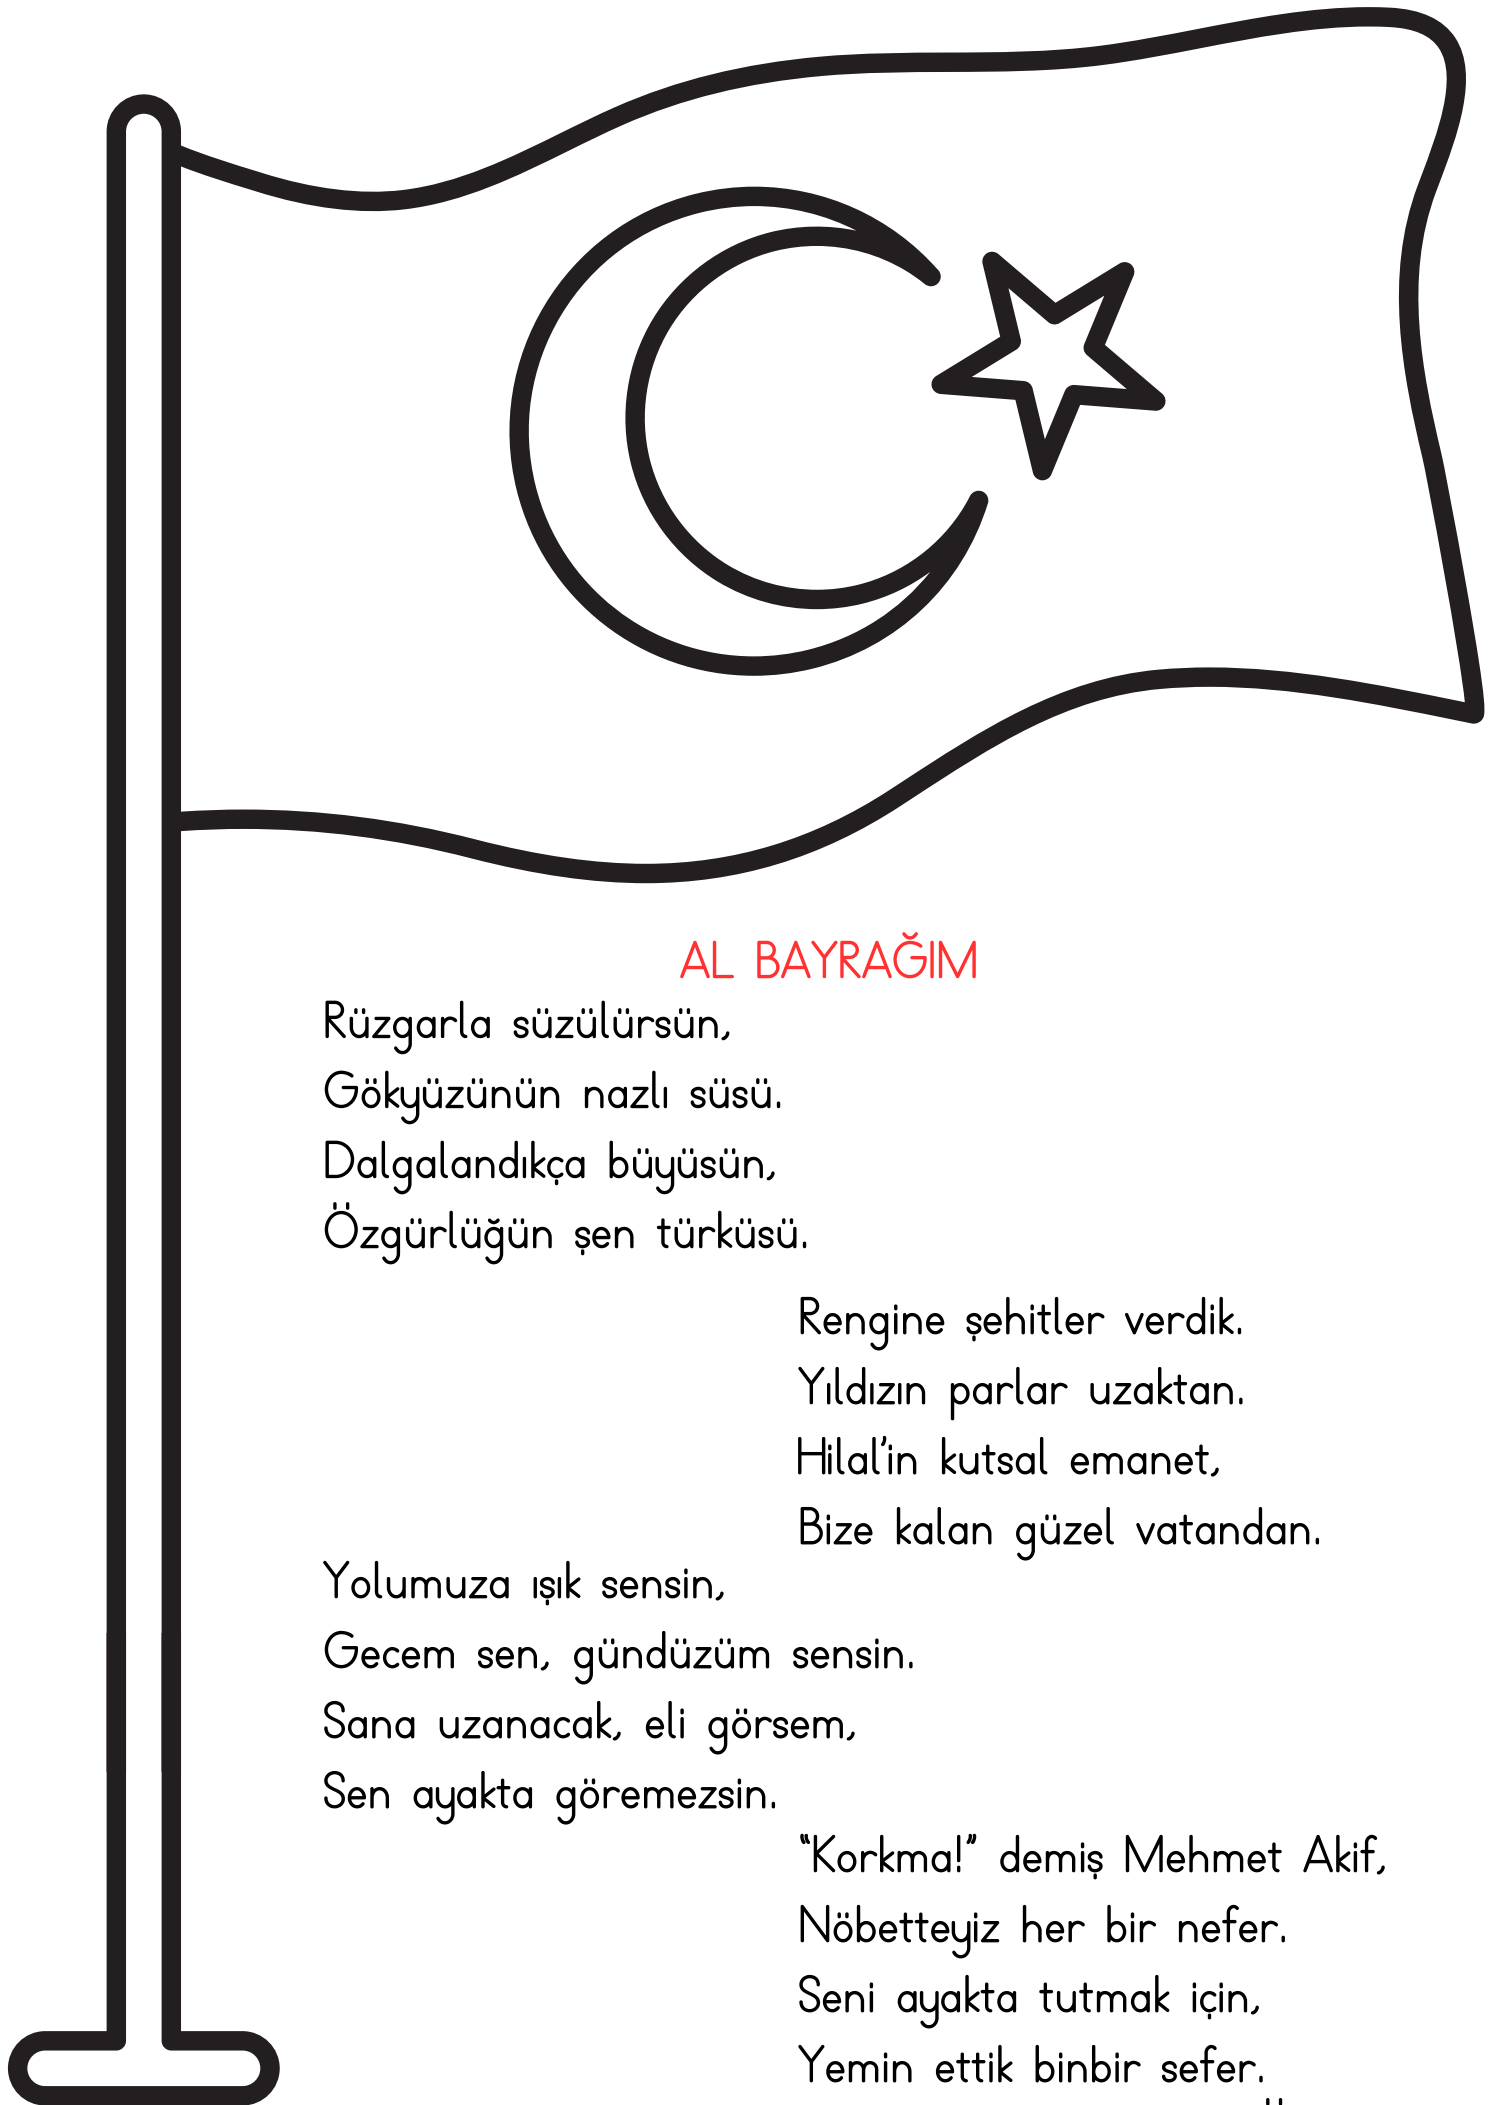 AL BAYRAĞIM
Rüzgarla süzülürsün,
Gökyüzünün nazlı süsü.
Dalgalandıkça büyüsün,
Özgürlüğün şen türküsü.
Rengine şehitler verdik.
Yıldızın parlar uzaktan.
Hilal'in kutsal emanet,
Bize kalan güzel vatandan.
Yolumuza ışık sensin,
Gecem sen, gündüzüm sensin.
Sana uzanacak, eli görsem,
Sen ayakta göremezsin.
“Korkma!” demiş Mehmet Akif,
Nöbetteyiz her bir nefer.
Seni ayakta tutmak için,
Yemin ettik binbir sefer.